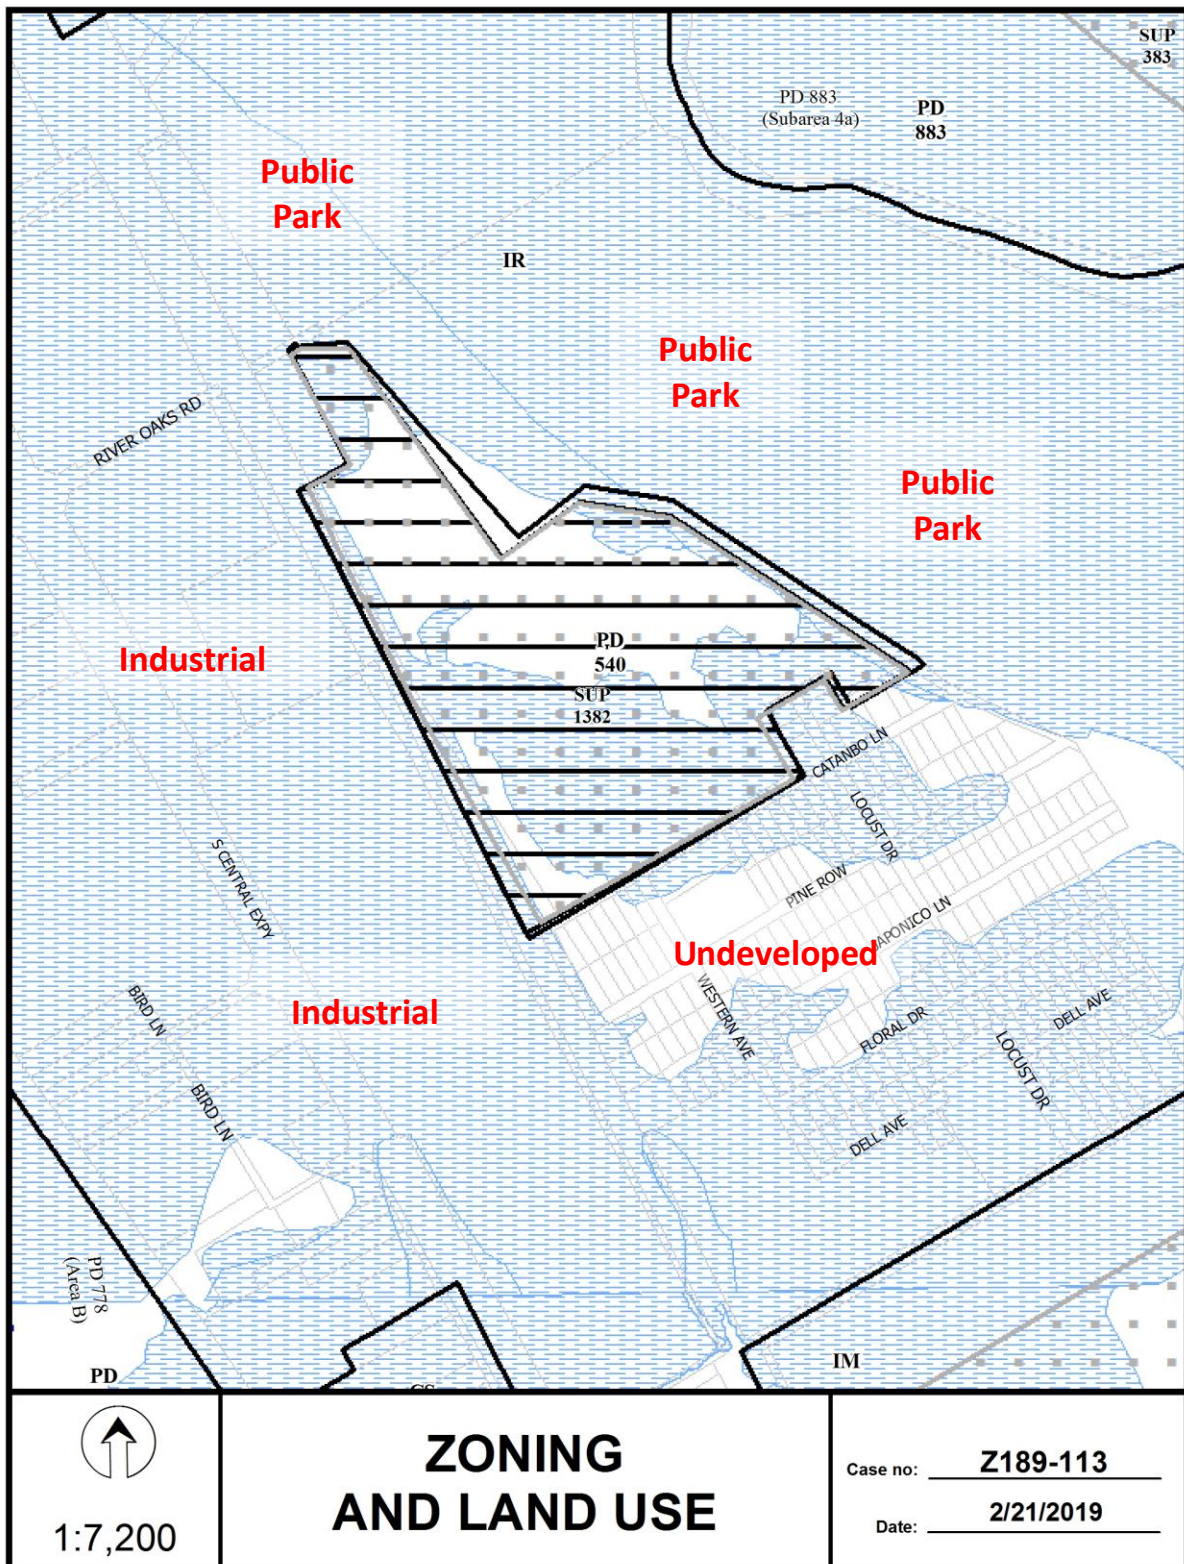 SUP
383
PD 883
(Subarea 4a)
PD
883
Public
Park
IR
Public
Park
RIVER OAKS RD
Public
Park
Industrial
PD
540
SUP
1382
CATANBO LN
LOCUST DR
S CENTRAL EXPY
PINE ROW
JAPONICO LN
Undeveloped
WESTERN AVE
BIRD LN
Industrial
FLORAL DR
DELL AVE
LOCUST DR
BIRD LN
DELL AVE
PD 778
(Area B)
PD
CS
IM
1:7,200
ZONING
AND LAND USE
Case no: Z189-113
Date: 2/21/2019